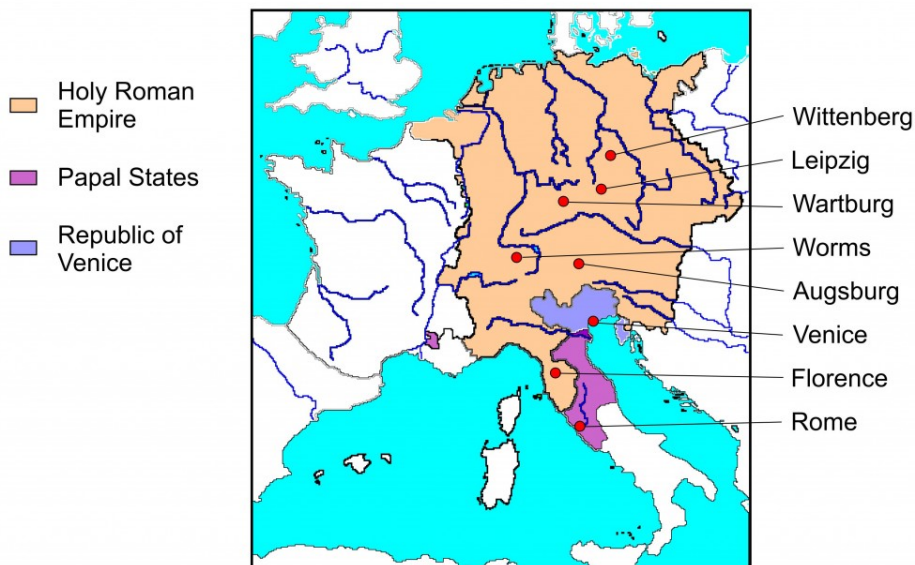 Holy Roman
Empire
Papal States
Republic of
Venice
Wittenberg
Leipzig
Wartburg
Worms
Augsburg
Venice
Florence
Rome